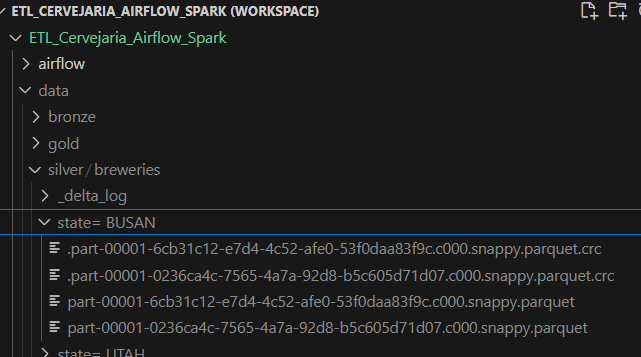 ETL_CERVEJARIA_AIRFLOW_SPARK (WORKSPACE)
ETL_Cervejaria_Airflow_Spark
airflow
data
bronze
gold
silver/breweries
_delta_log
state= BUSAN
.part-00001-6cb31c12-e7d4-4c52-afe0-53f0daa83f9c.c000.snappy.parquet.crc
.part-00001-0236ca4c-7565-4a7a-92d8-b5c605d71d07.c000.snappy.parquet.crc
part-00001-6cb31c12-e7d4-4c52-afe0-53f0daa83f9c.c000.snappy.parquet
part-00001-0236ca4c-7565-4a7a-92d8-b5c605d71d07.c000.snappy.parquet
state= UTAH